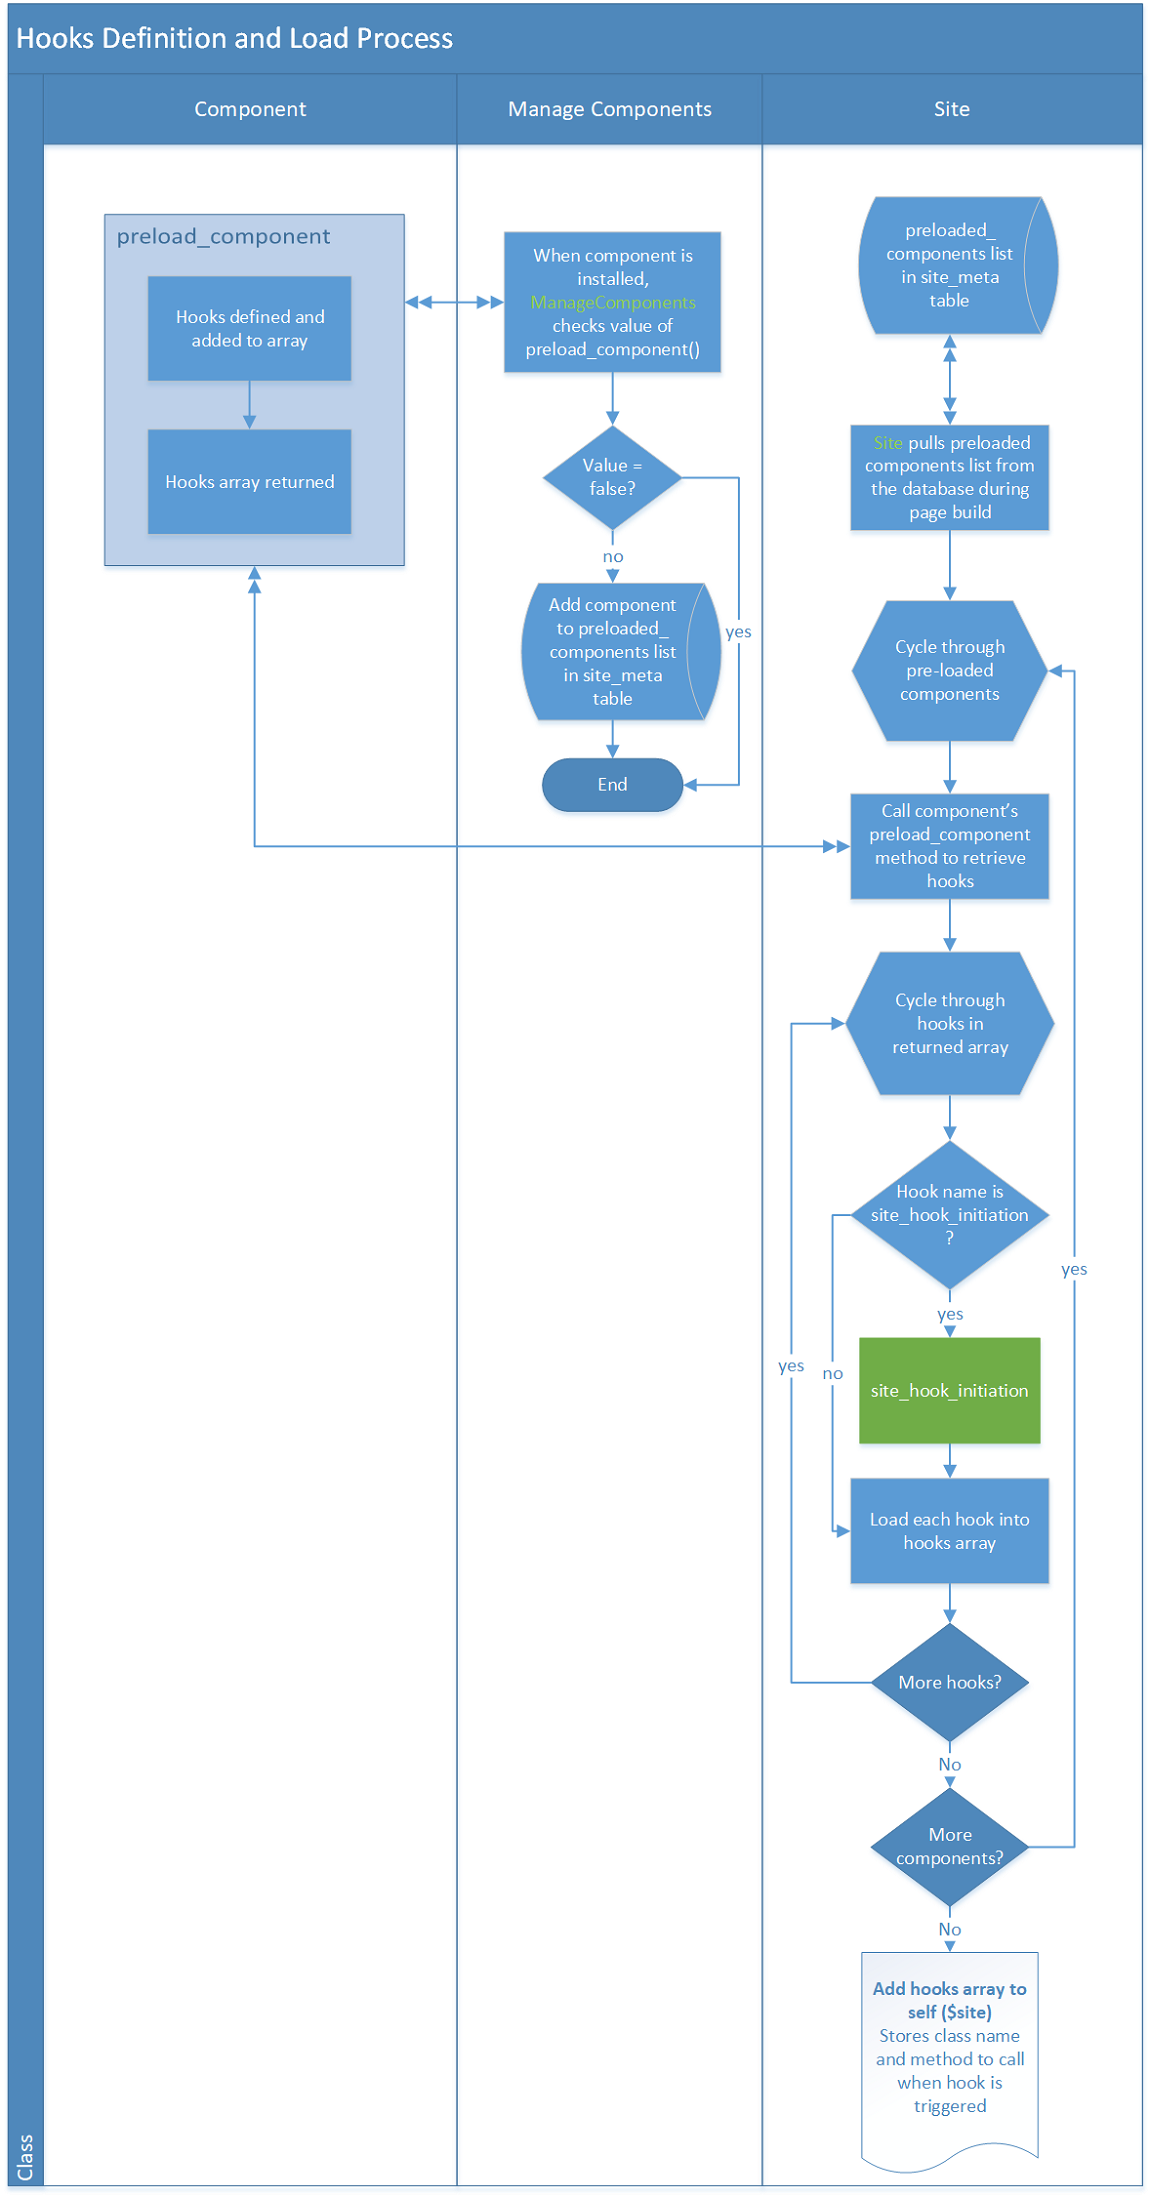 Hooks Definition and Load Process
Class
Component
Manage Components
Site
preload_component
Hooks defined and
added to array
Hooks array returned
When component is
installed,
ManageComponents
checks value of
preload_component()
Value =
false?
no
yes
Add component
to preloaded_
components list
in site_meta
table
End
preloaded_
components list
in site_meta
table
Site pulls preloaded
components list from
the database during
page build
Cycle through
pre-loaded
components
Call component’s
preload_component
method to retrieve
hooks
Cycle through
hooks in
returned array
Hook name is
site_hook_initiation
?
yes
no
site_hook_initiation
Load each hook into
hooks array
More hooks?
yes
No
More
components?
yes
No
Add hooks array to
self ($site)
Stores class name
and method to call
when hook is
triggered